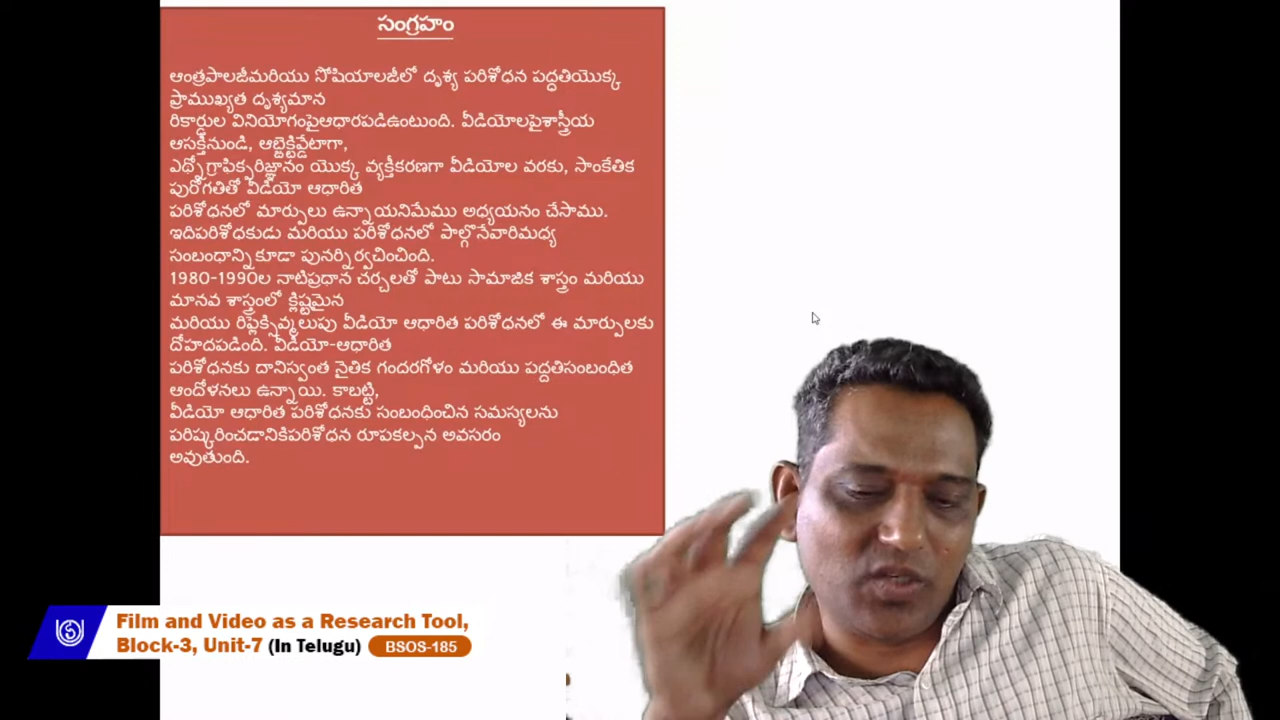 సంగ్రహం
ఆంత్రపాలజీమరియు సోషియాలజీలో దృశ్య పరిశోధన పద్ధతియొక్క
ప్రాముఖ్యత దృశ్యమాన
రికార్డుల వినియోగంపైఆధారపడిఉంటుంది. వీడియోలపైశాస్త్రీయ
ఆసక్తినుండి, ఆబ్జెక్టివ్డేటాగా,
ఎథ్నోగ్రాఫిక్పరిజ్ఞానం యొక్క వ్యక్తీకరణగా వీడియోల వరకు, సాంకేతిక
పురోగతితో వీడియో ఆధారిత
పరిశోధనలో మార్పులు ఉన్నాయనిమేము అధ్యయనం చేసాము.
ఇదిపరిశోధకుడు మరియు పరిశోధనలో పాల్గొనేవారిమధ్య
సంబంధాన్నికూడా పునర్నిర్వచించింది.
1980-1990ల నాటిప్రధాన చర్చలతో పాటు సామాజిక శాస్త్రం మరియు
మానవ శాస్త్రంలో క్లిష్టమైన
మరియు రిఫ్లెక్సివ్మలుపు వీడియో ఆధారిత పరిశోధనలో ఈ మార్పులకు
దోహదపడింది. వీడియో-ఆధారిత
పరిశోధనకు దానిస్వంత నైతిక గందరగోళం మరియు పద్దతిసంబంధిత
ఆందోళనలు ఉన్నాయి. కాబట్టి,
వీడియో ఆధారిత పరిశోధనకు సంబంధించిన సమస్యలను
పరిష్కరించడానికిపరిశోధన రూపకల్పన అవసరం
అవుతుంది.
Film and Video as a Research Tool,
Block-3, Unit-7 (In Telugu) BSOS-185